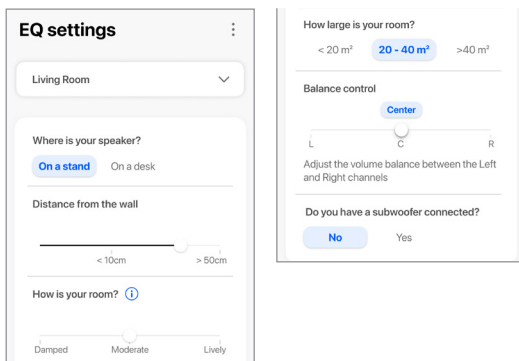 EQ settings
Living Room
Where is your speaker?
On a stand On a desk
Distance from the wall
< 10cm > 50cm
How is your room?
Damped Moderate Lively
How large is your room?
< 20 m² 20 - 40 m² >40 m²
Balance control
Center
L C R
Adjust the volume balance between the Left
and Right channels
Do you have a subwoofer connected?
No Yes